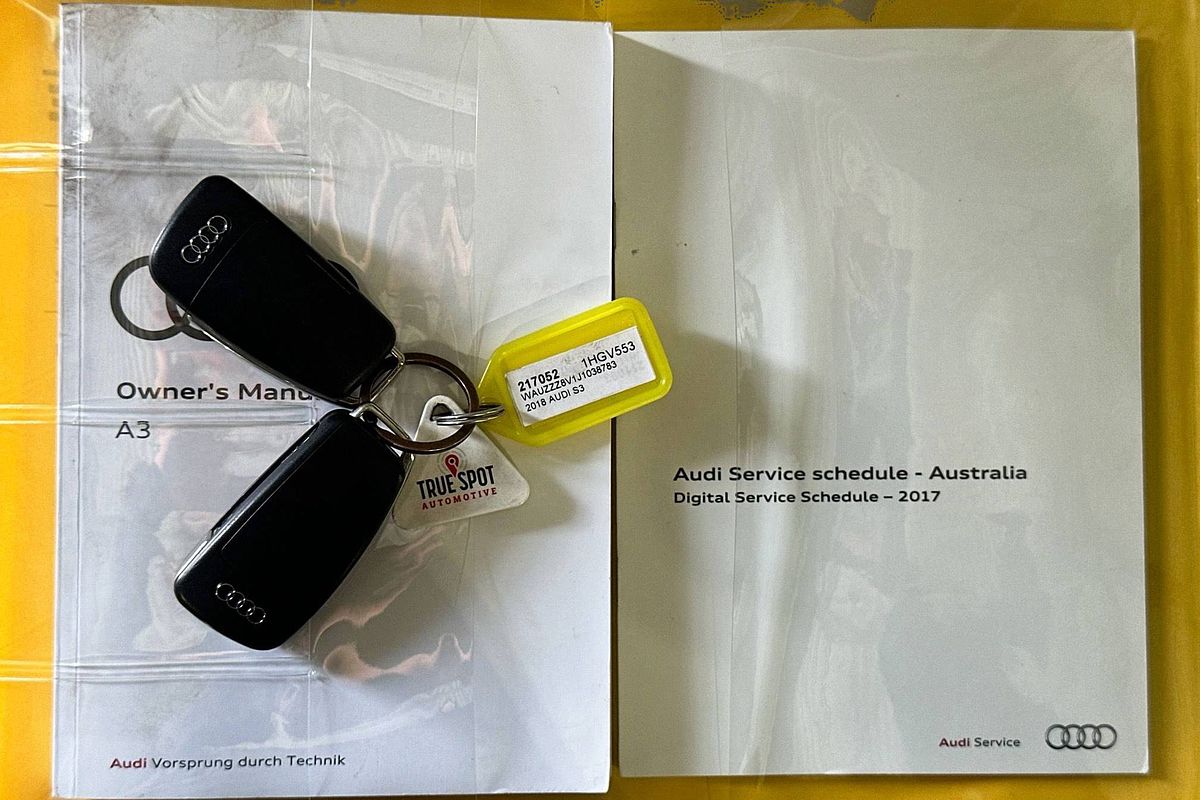 Owner's Manu
A3
Audi Vorsprung durch Technik
217052 1HGV553
WAUZZZ8V1J1038783
2018 AUDI S3
TRUE SPOT
AUTOMOTIVE
Audi Service schedule - Australia
Digital Service Schedule – 2017
Audi Service